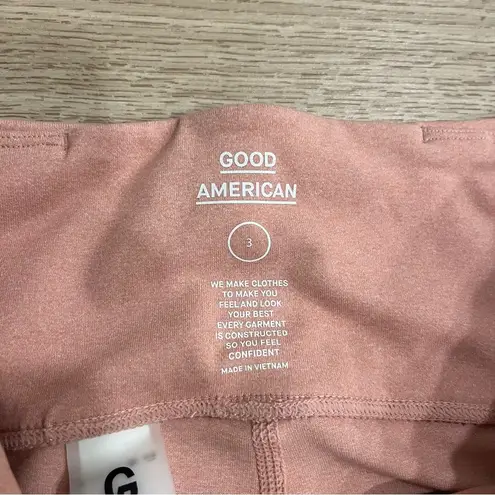 GOOD
AMERICAN
3
WE MAKE CLOTHES
TO MAKE YOU
FEEL AND LOOK
YOUR BEST
EVERY GARMENT
IS CONSTRUCTED
SO YOU FEEL
CONFIDENT
MADE IN VIETNAM
G